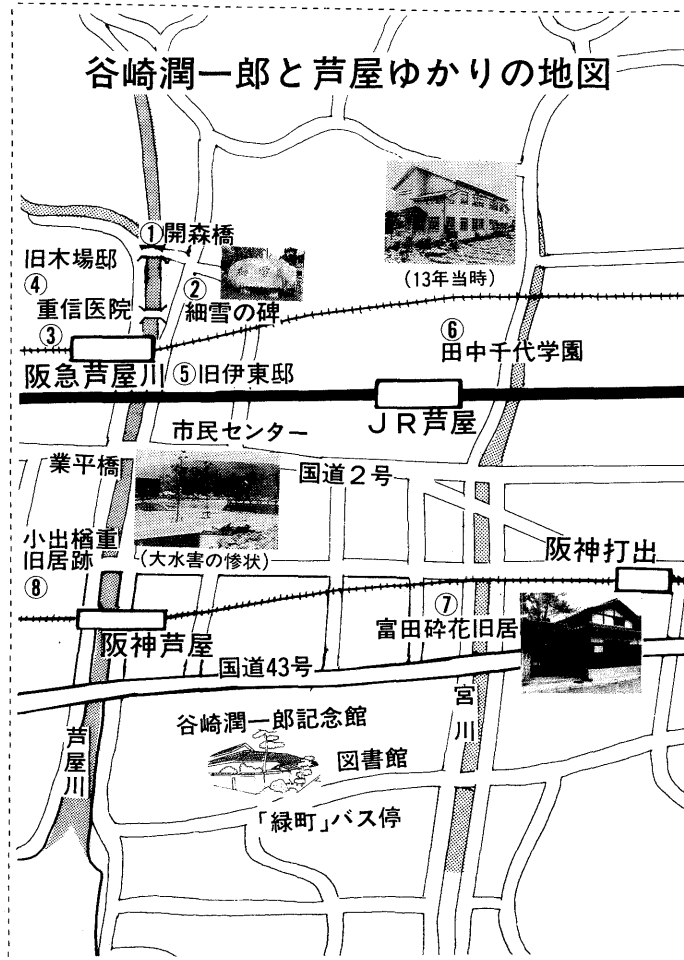 谷崎潤一郎と芦屋ゆかりの地図
①開森橋
旧木場邸
④
重信医院
③
②
細雪の碑
(13年当時)
⑥
田中千代学園
阪急芦屋川
⑤旧伊東邸
JR芦屋
市民センター
業平橋
国道2号
小出楢重
旧居跡
⑧
(大水害の惨状)
阪神打出
⑦
富田砕花旧居
阪神芦屋
国道43号
宮川
谷崎潤一郎記念館
図書館
芦屋川
「緑町」バス停